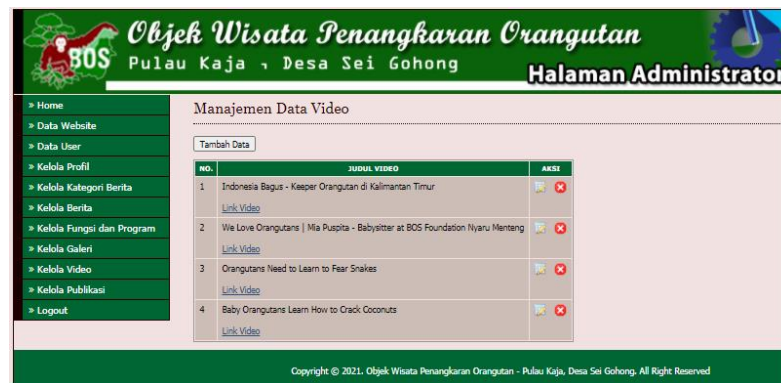 BOS
Objek Wisata Penangkaran Orangutan
Pulau Kaja , Desa Sei Gohong
Halaman Administrator
» Home
» Data Website
» Data User
» Kelola Profil
» Kelola Kategori Berita
» Kelola Berita
» Kelola Fungsi dan Program
» Kelola Galeri
» Kelola Video
» Kelola Publikasi
» Logout
Manajemen Data Video
Tambah Data
NO. JUDUL VIDEO AKSI
1 Indonesia Bagus - Keeper Orangutan di Kalimantan Timur
Link Video
2 We Love Orangutans | Mia Puspita - Babysitter at BOS Foundation Nyaru Menteng
Link Video
3 Orangutans Need to Learn to Fear Snakes
Link Video
4 Baby Orangutans Learn How to Crack Coconuts
Link Video
Copyright © 2021. Objek Wisata Penangkaran Orangutan - Pulau Kaja, Desa Sei Gohong. All Right Reserved